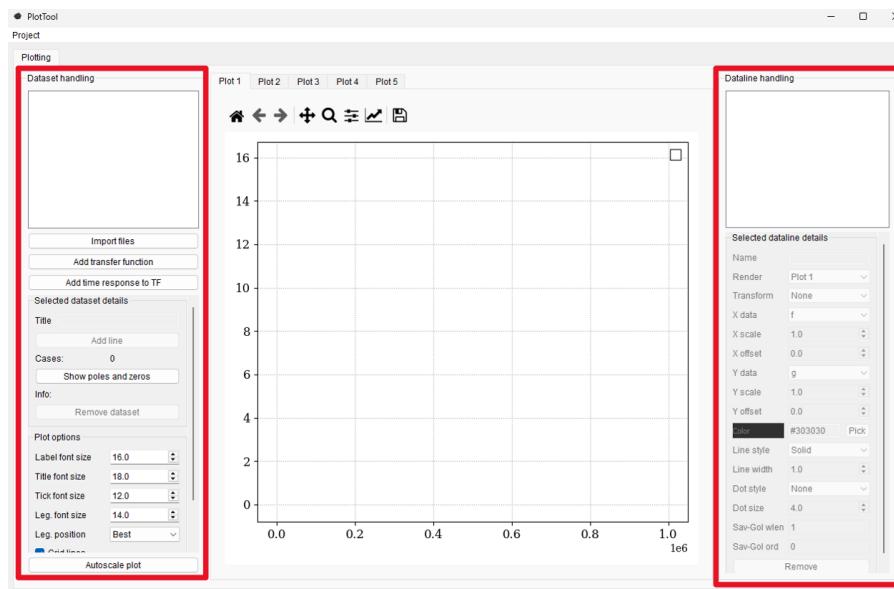 PlotTool
Project
Plotting
Dataset handling
Import files
Add transfer function
Add time response to TF
Selected dataset details
Title
Add line
Cases: 0
Show poles and zeros
Info:
Remove dataset
Plot options
Label font size 16.0
Title font size 18.0
Tick font size 12.0
Leg. font size 14.0
Leg. position Best
Grid lines
Autoscale plot
Plot 1 Plot 2 Plot 3 Plot 4 Plot 5
16
14
12
10
8
6
4
2
0
0.0 0.2 0.4 0.6 0.8 1.0
1e6
Dataline handling
Selected dataline details
Name
Render Plot 1
Transform None
X data f
X scale 1.0
X offset 0.0
Y data g
Y scale 1.0
Y offset 0.0
Color #303030 Pick
Line style Solid
Line width 1.0
Dot style None
Dot size 4.0
Sav-Gol wlen 1
Sav-Gol ord 0
Remove